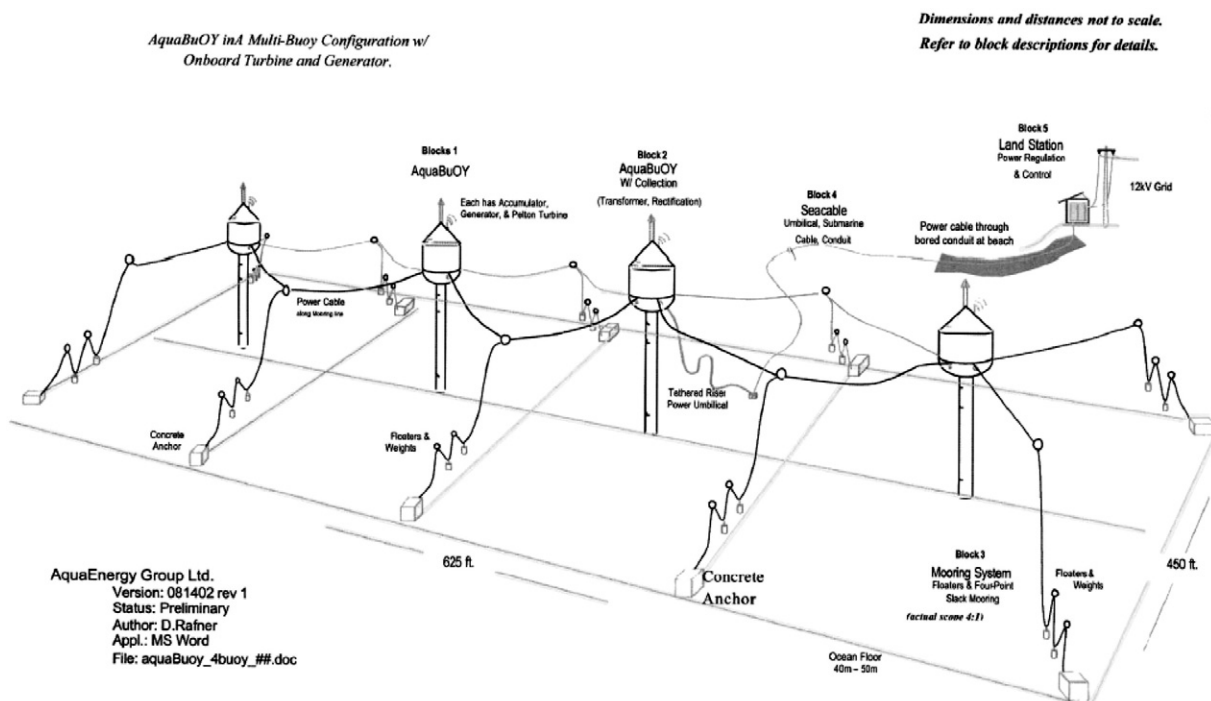 AquaBuOY inA Multi-Buoy Configuration w/
Onboard Turbine and Generator.
Dimensions and distances not to scale.
Refer to block descriptions for details.
Blocks 1
AquaBuOY
Each has Accumulator,
Generator, & Pelton Turbine
Block 2
AquaBuOY
W/ Collection
(Transformer, Rectification)
Block 4
Seacable
Umbilical, Submarine
Cable, Conduit
Block 5
Land Station
Power Regulation
& Control
12kV Grid
Power cable through
bored conduit at beach
Power Cable
along Mooring line
Tethered Riser
Power Umbilical
Concrete
Anchor
Floaters &
Weights
625 ft.
Concrete
Anchor
Block 3
Mooring System
Floaters & Four-Point
Slack Mooring
(actual scope 4:1)
Floaters &
Weights
450 ft.
Ocean Floor
40m – 50m
AquaEnergy Group Ltd.
Version: 081402 rev 1
Status: Preliminary
Author: D.Rafner
Appl.: MS Word
File: aquaBuoy_4buoy_##.doc